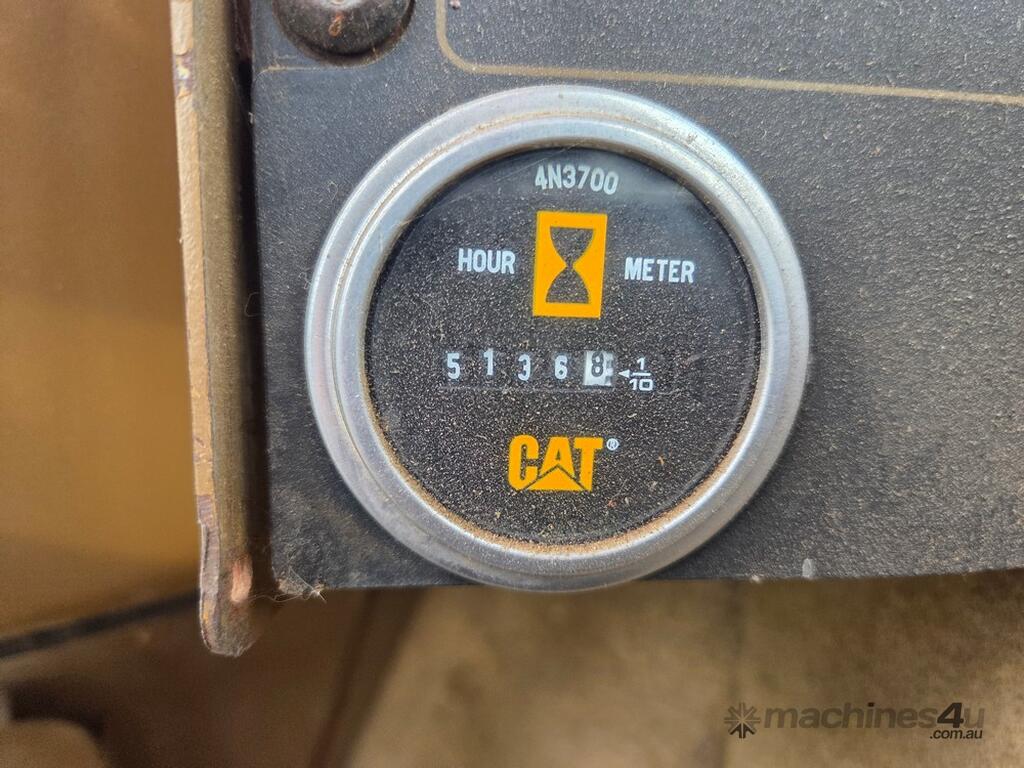 4N3700
HOUR METER
5 1 3 6 8 ◄ 1/10
CAT®
machines4u
.com.au